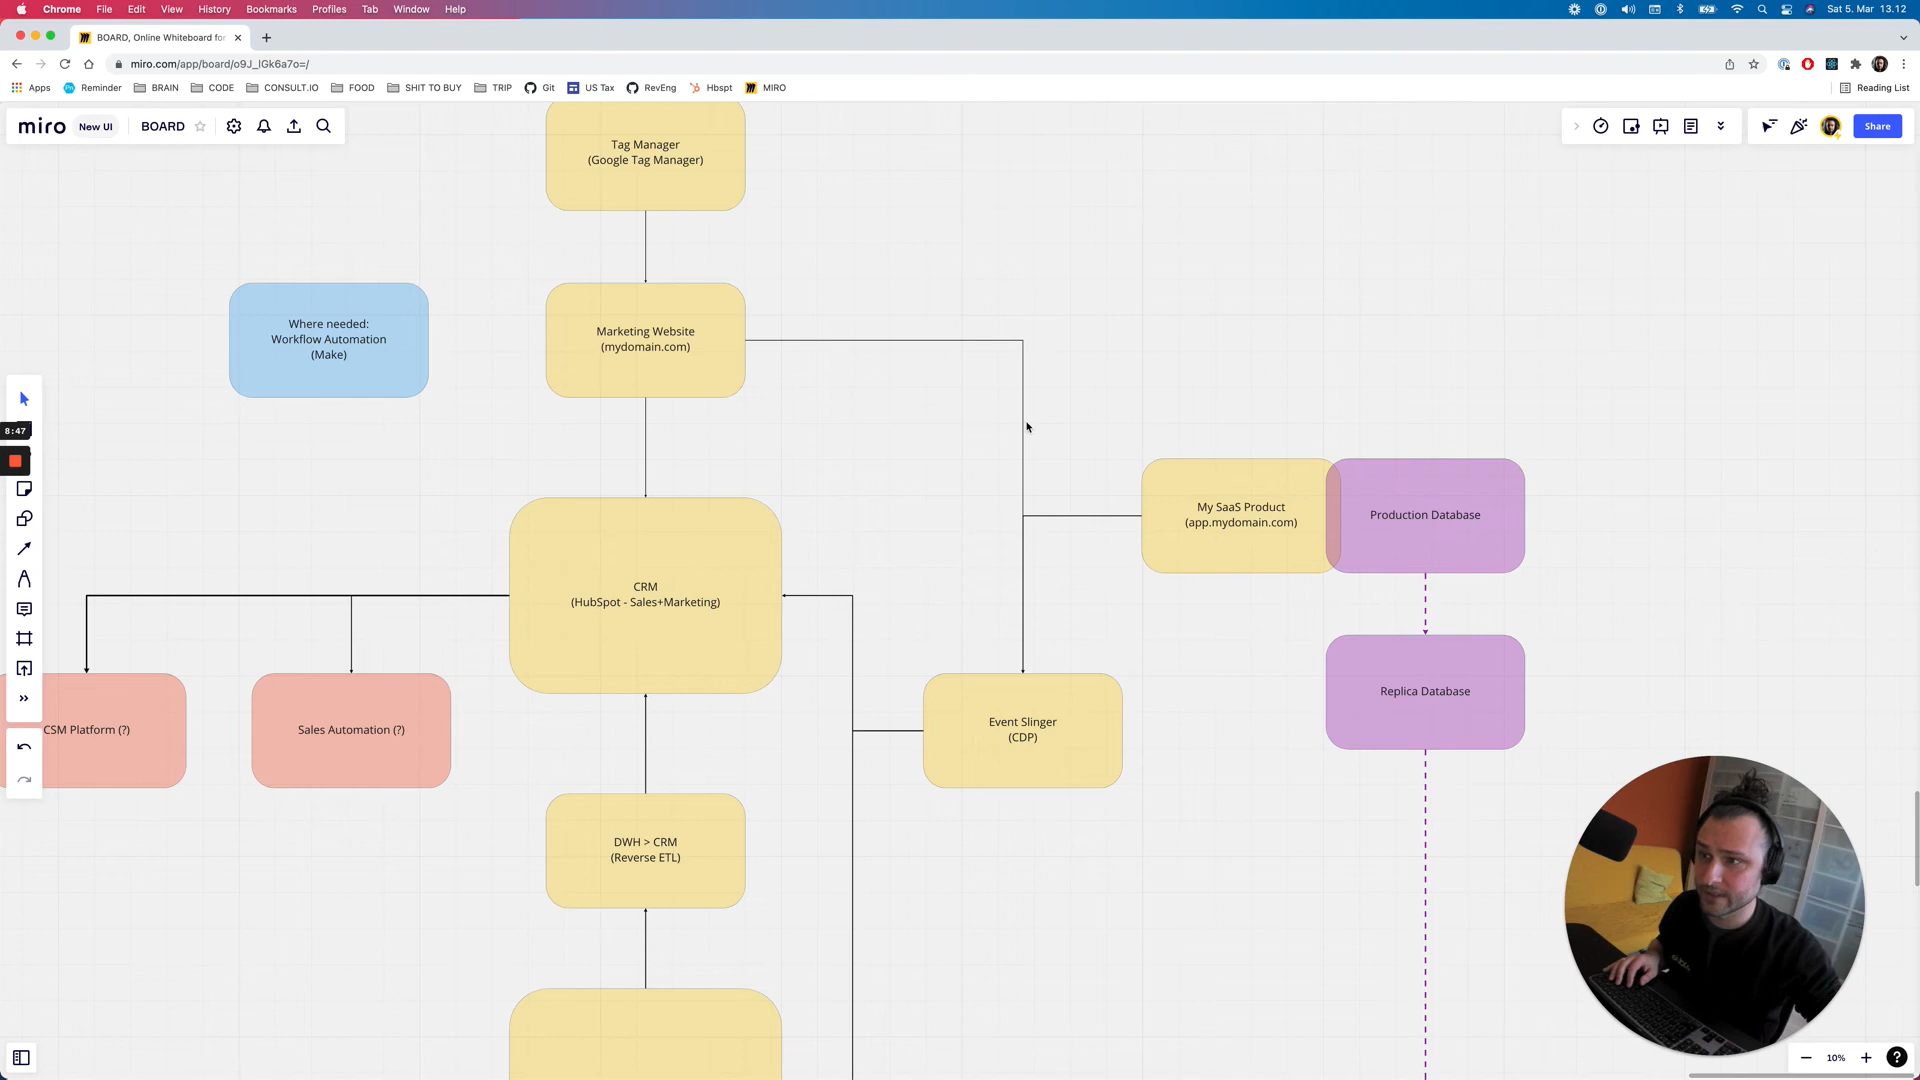 Chrome File Edit View History Bookmarks Profiles Tab Window Help
Sat 5. Mar 13.12
BOARD, Online Whiteboard for
miro.com/app/board/o9J_lGk6a7o=/
Apps Reminder BRAIN CODE CONSULT.IO FOOD SHIT TO BUY TRIP Git US Tax RevEng Hbspt MIRO Reading List
miro New UI BOARD
Share
Tag Manager
(Google Tag Manager)
Where needed:
Workflow Automation
(Make)
Marketing Website
(mydomain.com)
8:47
My SaaS Product
(app.mydomain.com)
Production Database
CRM
(HubSpot - Sales+Marketing)
Replica Database
CSM Platform (?)
Sales Automation (?)
Event Slinger
(CDP)
DWH > CRM
(Reverse ETL)
10%